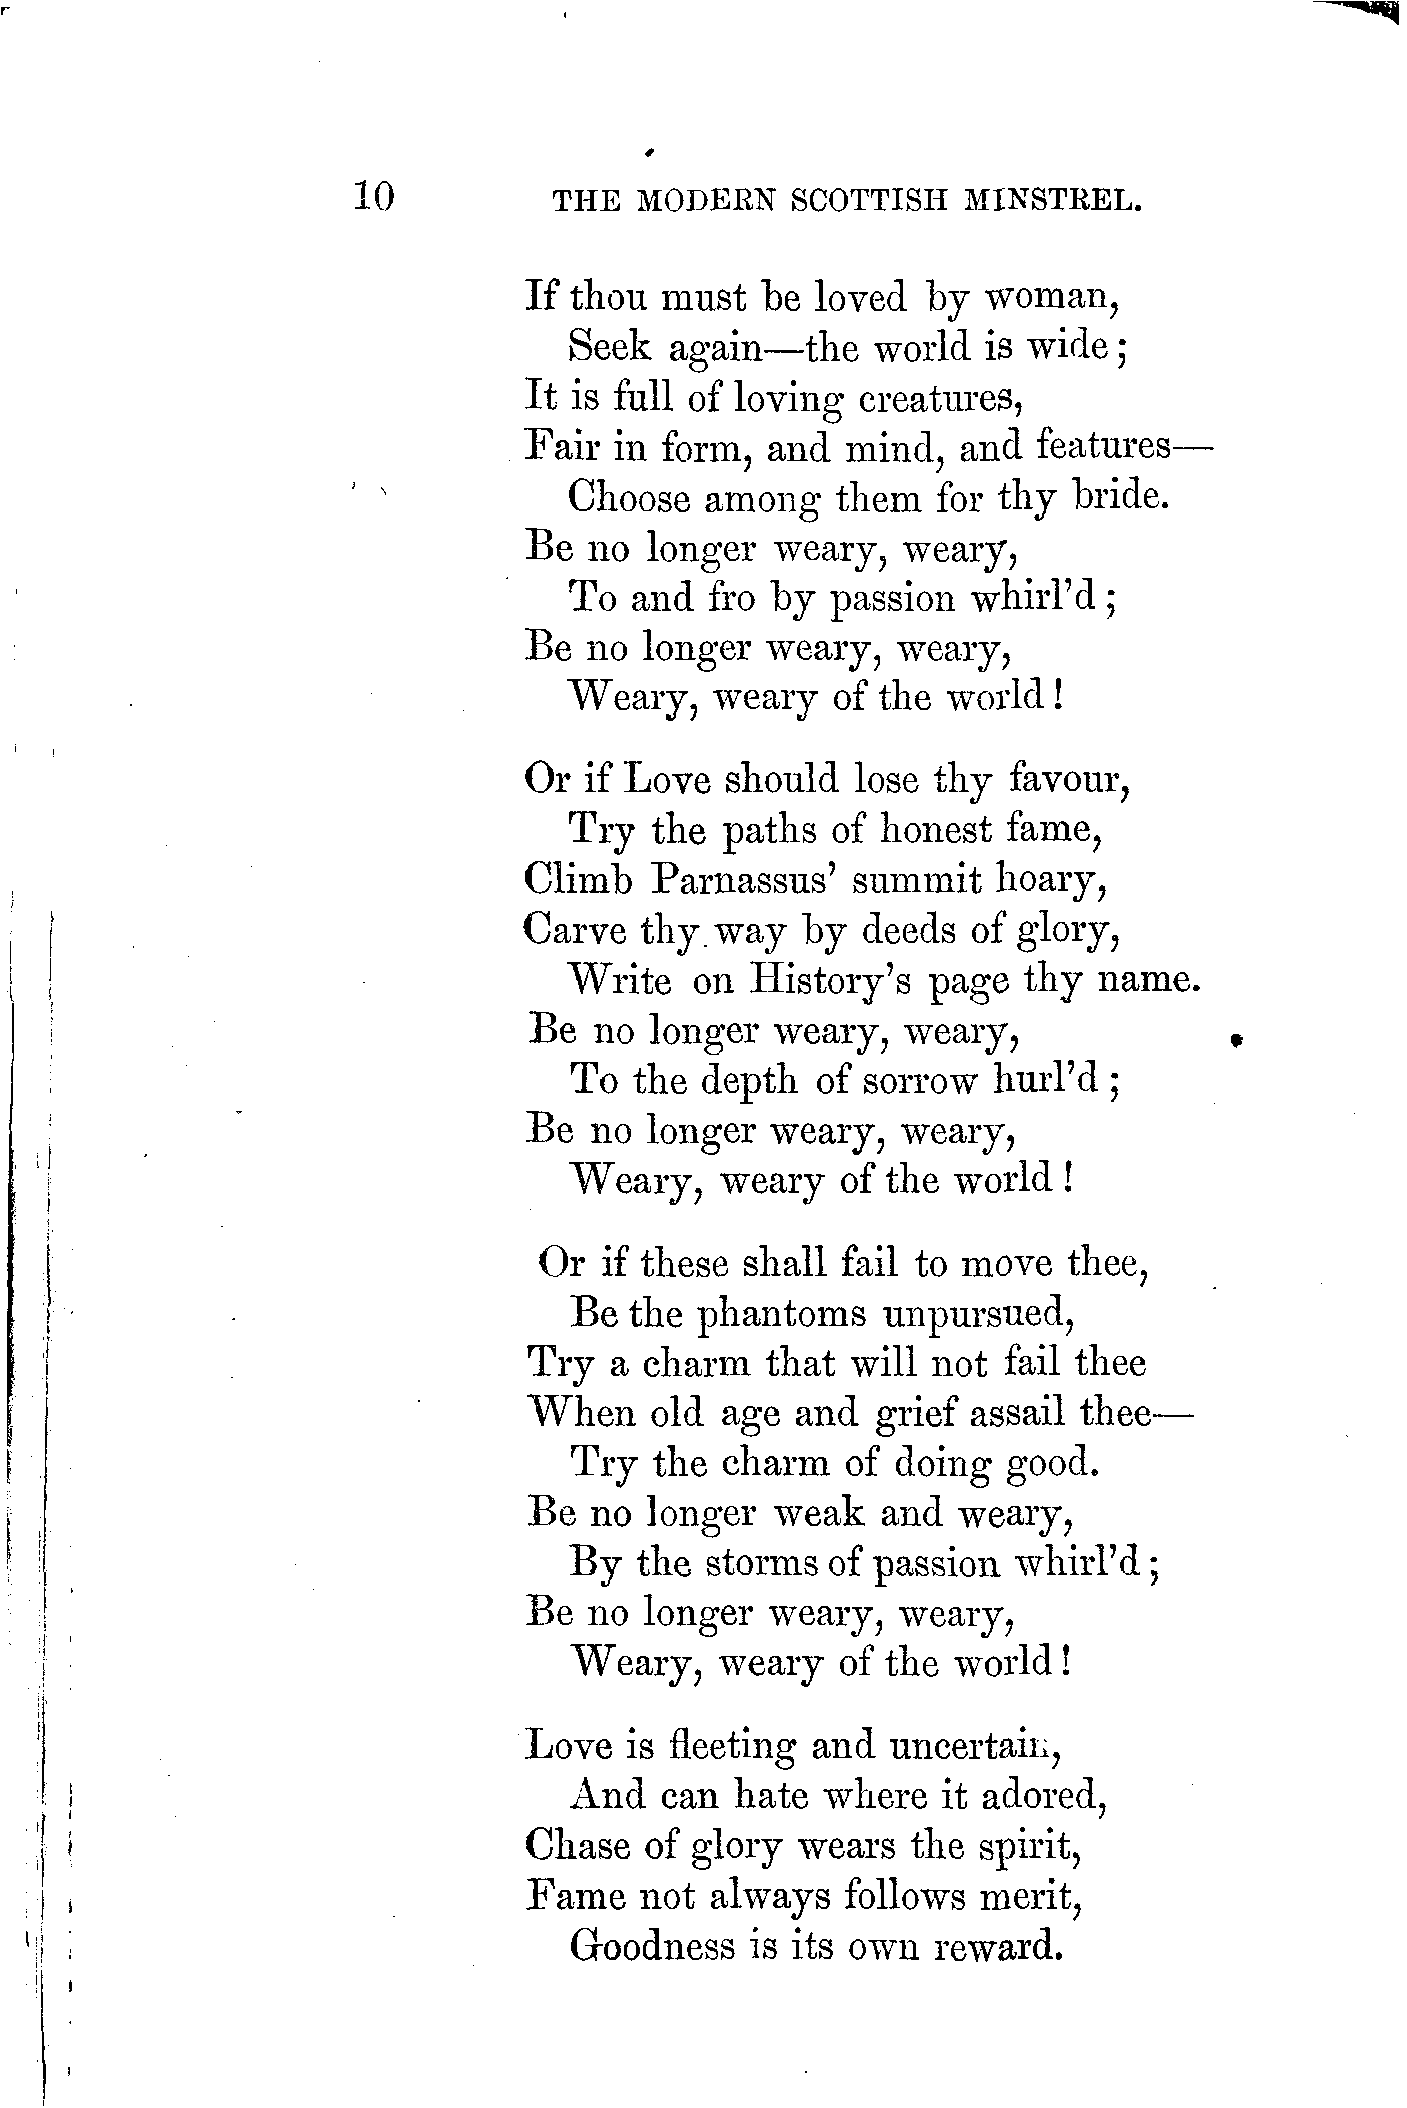 10 THE MODERN SCOTTISH MINSTREL.
If thou must be loved by woman,
Seek again—the world is wide;
It is full of loving creatures,
Fair in form, and mind, and features—
Choose among them for thy bride.
Be no longer weary, weary,
To and fro by passion whirl'd;
Be no longer weary, weary,
Weary, weary of the world!
Or if Love should lose thy favour,
Try the paths of honest fame,
Climb Parnassus' summit hoary,
Carve thy way by deeds of glory,
Write on History's page thy name.
Be no longer weary, weary,
To the depth of sorrow hurl'd;
Be no longer weary, weary,
Weary, weary of the world!
Or if these shall fail to move thee,
Be the phantoms unpursued,
Try a charm that will not fail thee
When old age and grief assail thee—
Try the charm of doing good.
Be no longer weak and weary,
By the storms of passion whirl'd;
Be no longer weary, weary,
Weary, weary of the world!
Love is fleeting and uncertain,
And can hate where it adored,
Chase of glory wears the spirit,
Fame not always follows merit,
Goodness is its own reward.